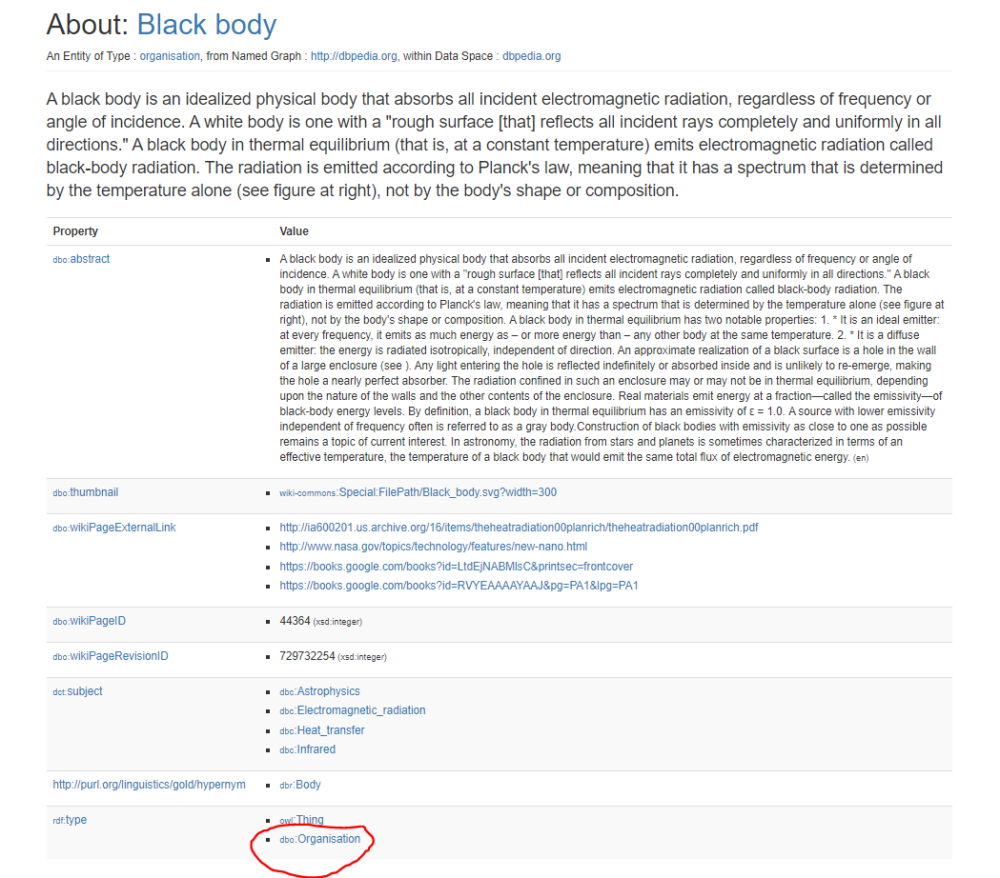 About: Black body
An Entity of Type : organisation, from Named Graph : http://dbpedia.org, within Data Space : dbpedia.org
A black body is an idealized physical body that absorbs all incident electromagnetic radiation, regardless of frequency or
angle of incidence. A white body is one with a "rough surface [that] reflects all incident rays completely and uniformly in all
directions." A black body in thermal equilibrium (that is, at a constant temperature) emits electromagnetic radiation called
black-body radiation. The radiation is emitted according to Planck's law, meaning that it has a spectrum that is determined
by the temperature alone (see figure at right), not by the body's shape or composition.
Property Value
dbo:abstract
A black body is an idealized physical body that absorbs all incident electromagnetic radiation, regardless of frequency or angle of
incidence. A white body is one with a "rough surface [that] reflects all incident rays completely and uniformly in all directions." A black
body in thermal equilibrium (that is, at a constant temperature) emits electromagnetic radiation called black-body radiation. The
radiation is emitted according to Planck's law, meaning that it has a spectrum that is determined by the temperature alone (see figure at
right), not by the body's shape or composition. A black body in thermal equilibrium has two notable properties: 1. * It is an ideal emitter:
at every frequency, it emits as much energy as – or more energy than – any other body at the same temperature. 2. * It is a diffuse
emitter: the energy is radiated isotropically, independent of direction. An approximate realization of a black surface is a hole in the wall
of a large enclosure (see ). Any light entering the hole is reflected indefinitely or absorbed inside and is unlikely to re-emerge, making
the hole a nearly perfect absorber. The radiation confined in such an enclosure may or may not be in thermal equilibrium, depending
upon the nature of the walls and the other contents of the enclosure. Real materials emit energy at a fraction—called the emissivity—of
black-body energy levels. By definition, a black body in thermal equilibrium has an emissivity of ε = 1.0. A source with lower emissivity
independent of frequency often is referred to as a gray body.Construction of black bodies with emissivity as close to one as possible
remains a topic of current interest. In astronomy, the radiation from stars and planets is sometimes characterized in terms of an
effective temperature, the temperature of a black body that would emit the same total flux of electromagnetic energy. (en)
dbo:thumbnail
wiki-commons:Special:FilePath/Black_body.svg?width=300
dbo:wikiPageExternalLink
http://ia600201.us.archive.org/16/items/theheatradiation00planrich/theheatradiation00planrich.pdf
http://www.nasa.gov/topics/technology/features/new-nano.html
https://books.google.com/books?id=LtdEjNABMlsC&printsec=frontcover
https://books.google.com/books?id=RVYEAAAAYAAJ&pg=PA1&lpg=PA1
dbo:wikiPageID
44364 (xsd:integer)
dbo:wikiPageRevisionID
729732254 (xsd:integer)
dct:subject
dbc:Astrophysics
dbc:Electromagnetic_radiation
dbc:Heat_transfer
dbc:Infrared
http://purl.org/linguistics/gold/hypernym
dbr:Body
rdf:type
owl:Thing
dbo:Organisation